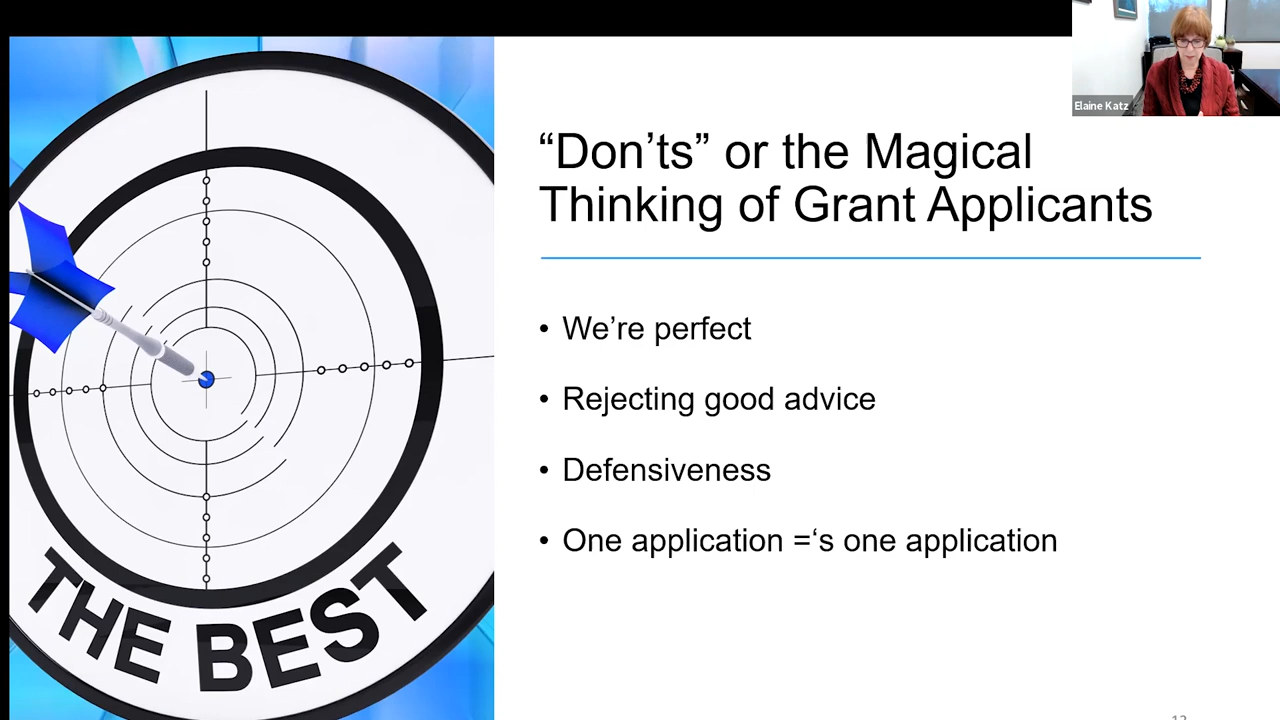 Elaine Katz
“Don’ts” or the Magical
Thinking of Grant Applicants
• We’re perfect
• Rejecting good advice
• Defensiveness
• One application =‘s one application
THE BEST